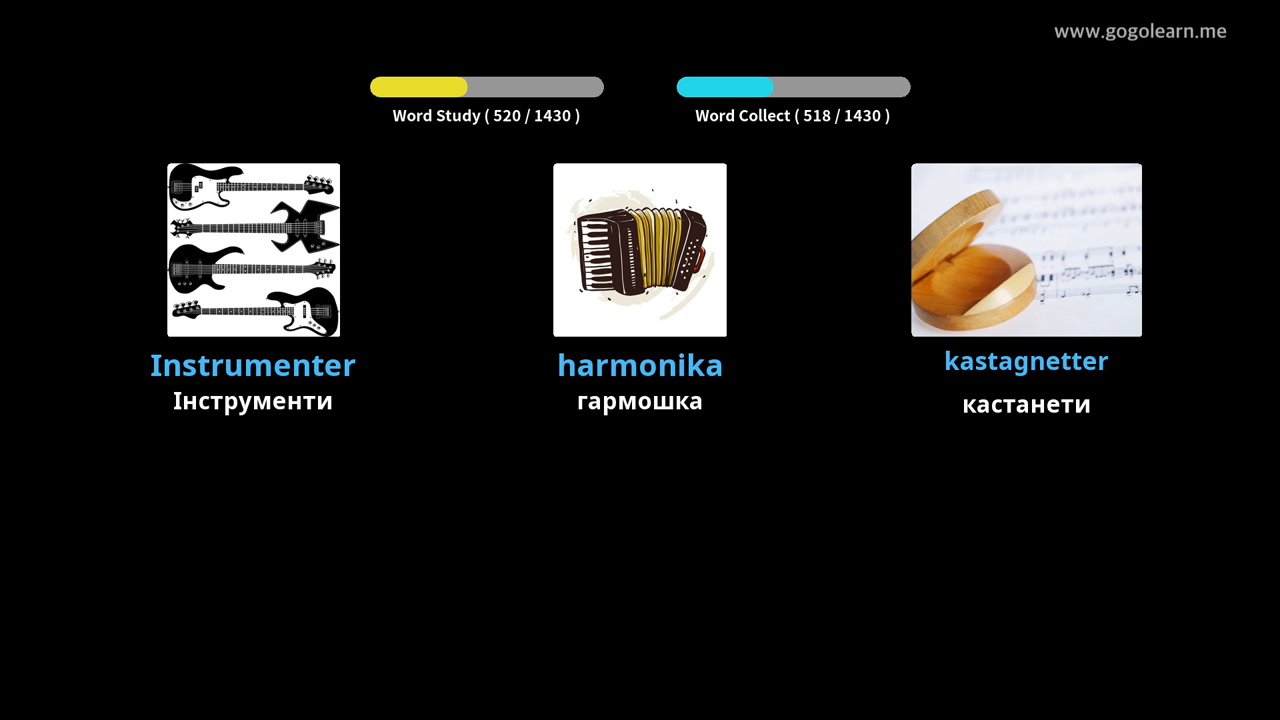 www.gogolearn.me
Word Study ( 520 / 1430 )
Word Collect ( 518 / 1430 )
Instrumenter
Інструменти
harmonika
гармошка
kastagnetter
кастанети